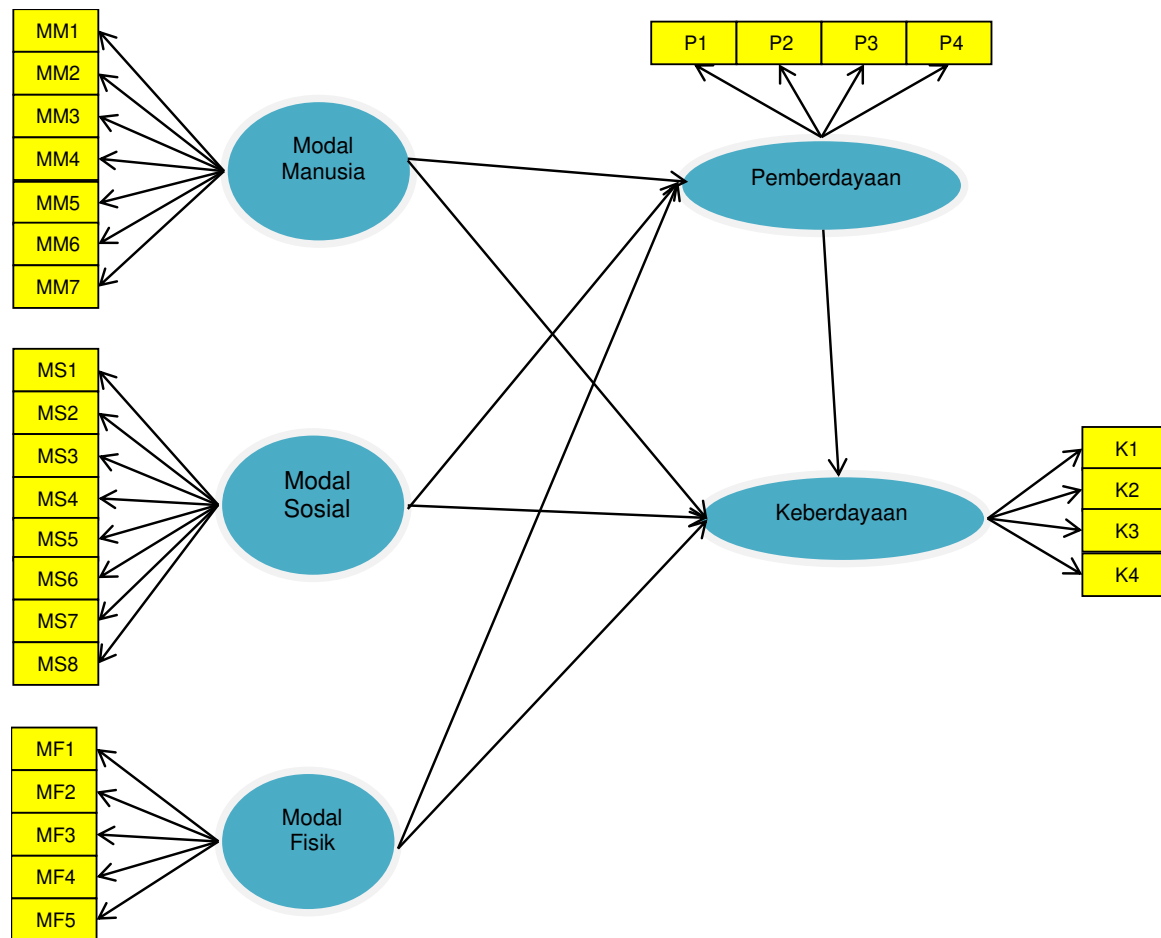 MM1
MM2
MM3
MM4
MM5
MM6
MM7
Modal
Manusia
P1
P2
P3
P4
Pemberdayaan
MS1
MS2
MS3
MS4
MS5
MS6
MS7
MS8
Modal
Sosial
Keberdayaan
K1
K2
K3
K4
MF1
MF2
MF3
MF4
MF5
Modal
Fisik